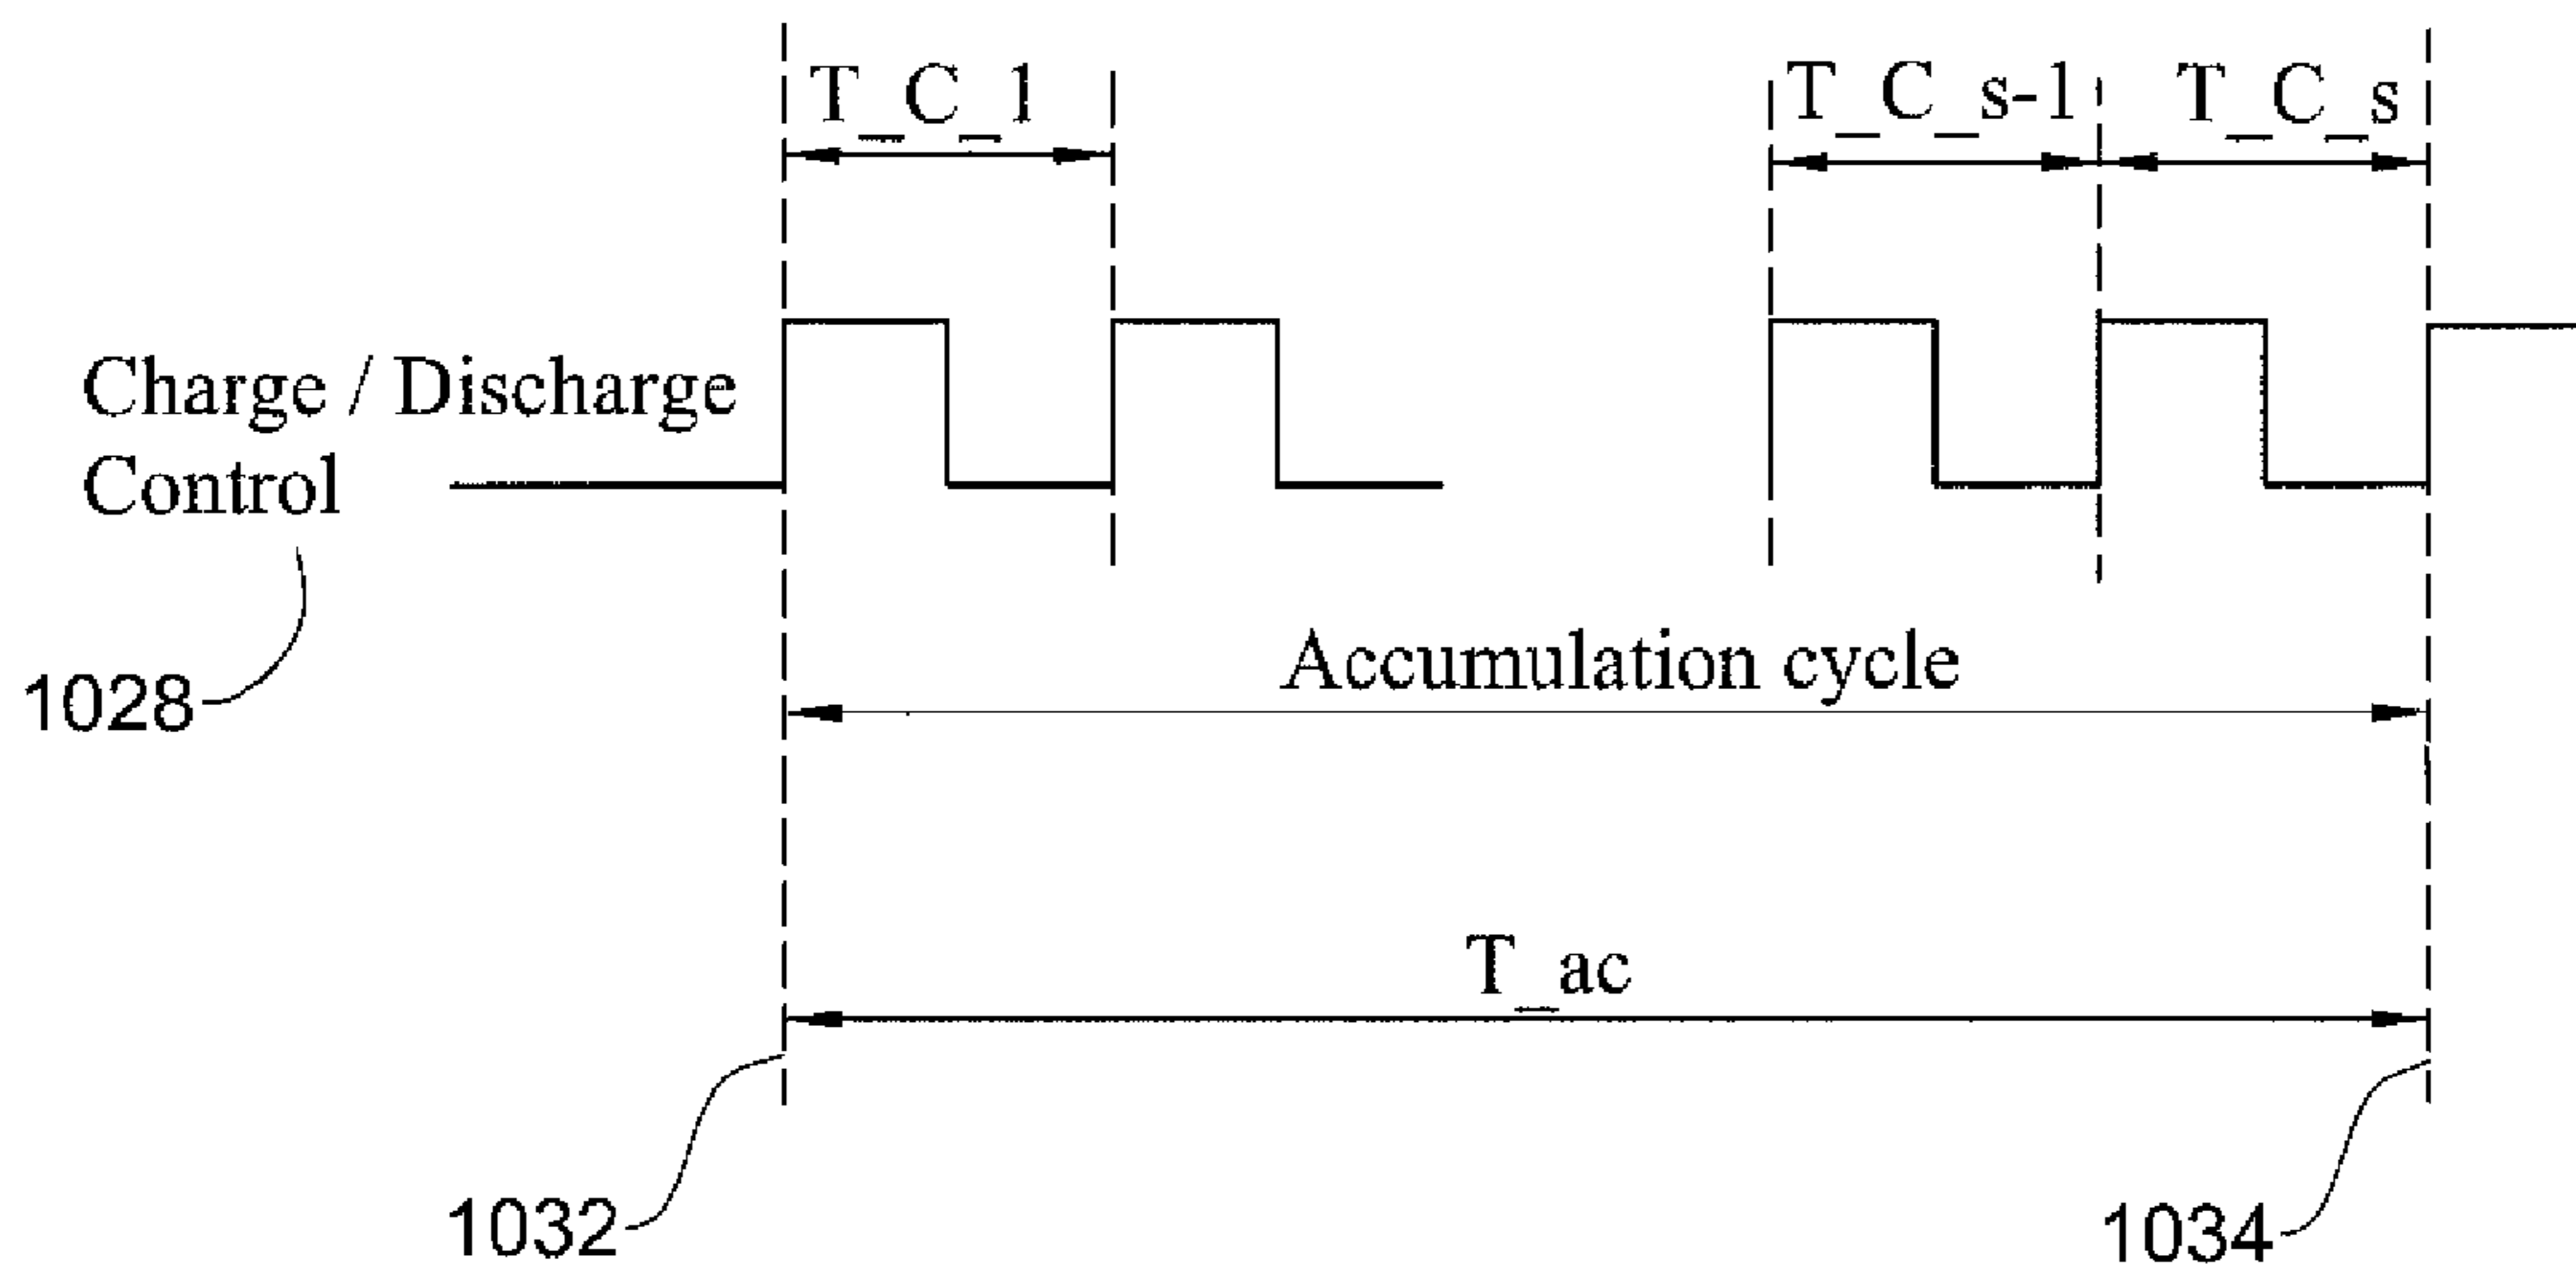 T_C_1
T_C_s-1
T_C_s
Charge / Discharge
Control
1028
Accumulation cycle
T_ac
1032
1034